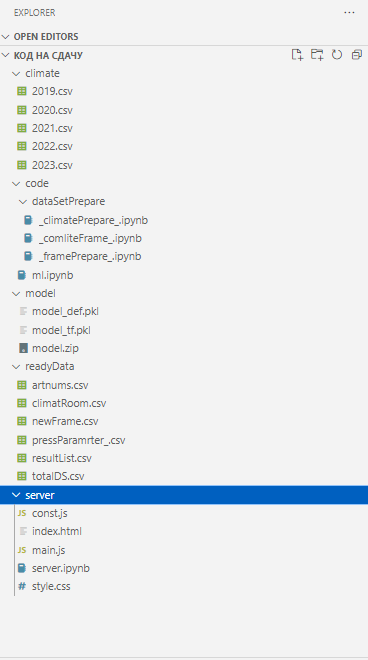 EXPLORER
OPEN EDITORS
КОД НА СДАЧУ
climate
2019.csv
2020.csv
2021.csv
2022.csv
2023.csv
code
dataSetPrepare
_climatePrepare_.ipynb
_comliteFrame_.ipynb
_framePrepare_.ipynb
ml.ipynb
model
model_def.pkl
model_tf.pkl
model.zip
readyData
artnums.csv
climatRoom.csv
newFrame.csv
pressParamrter_.csv
resultList.csv
totalDS.csv
server
JS const.js
index.html
JS main.js
server.ipynb
# style.css